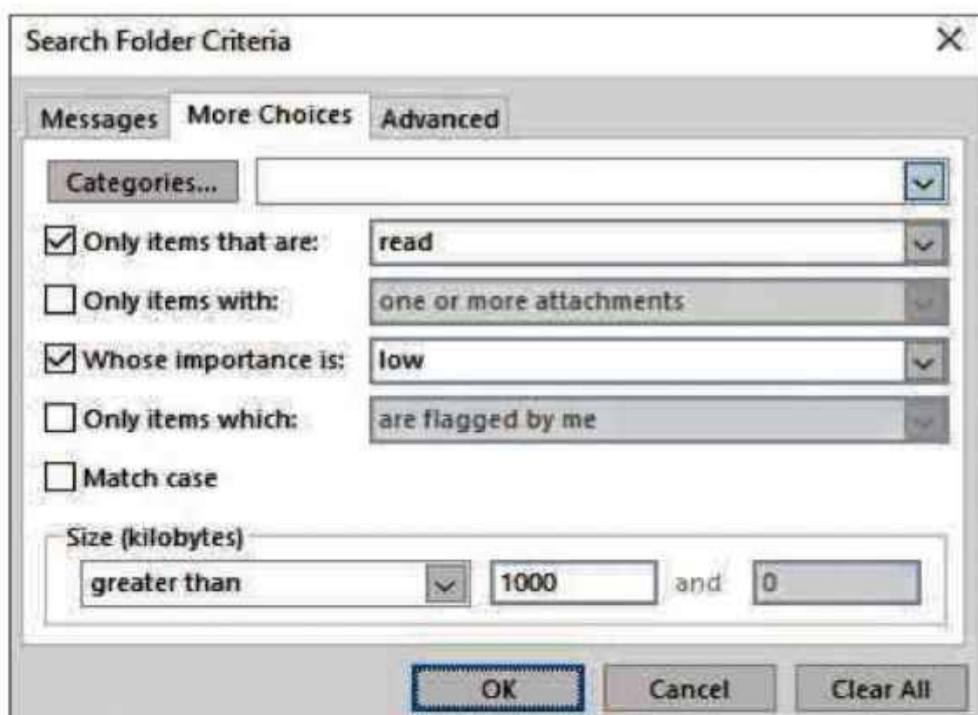 Search Folder Criteria
Messages More Choices Advanced
Categories...
Only items that are: read
Only items with: one or more attachments
Whose importance is: low
Only items which: are flagged by me
Match case
Size (kilobytes)
greater than 1000 and 0
OK Cancel Clear All